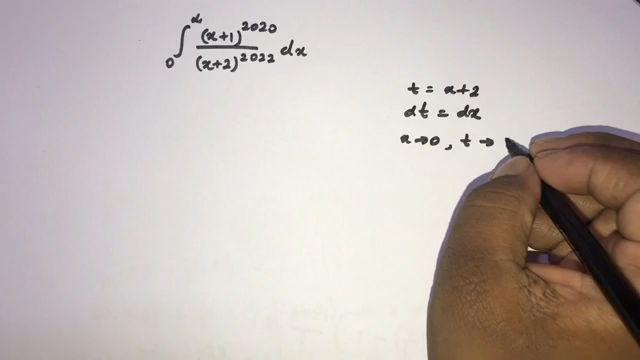 ∫₀^α (x+1)^2020 / (x+2)^2022 dx
t = x+2
dt = dx
x → 0, t →